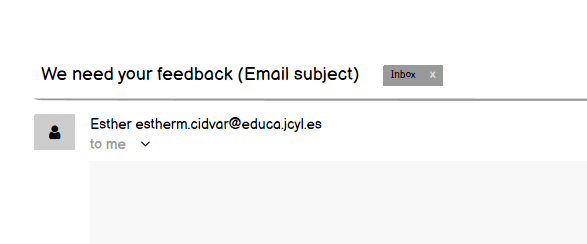 We need your feedback (Email subject) Inbox x
Esther estherm.cidvar@educa.jcyl.es
to me